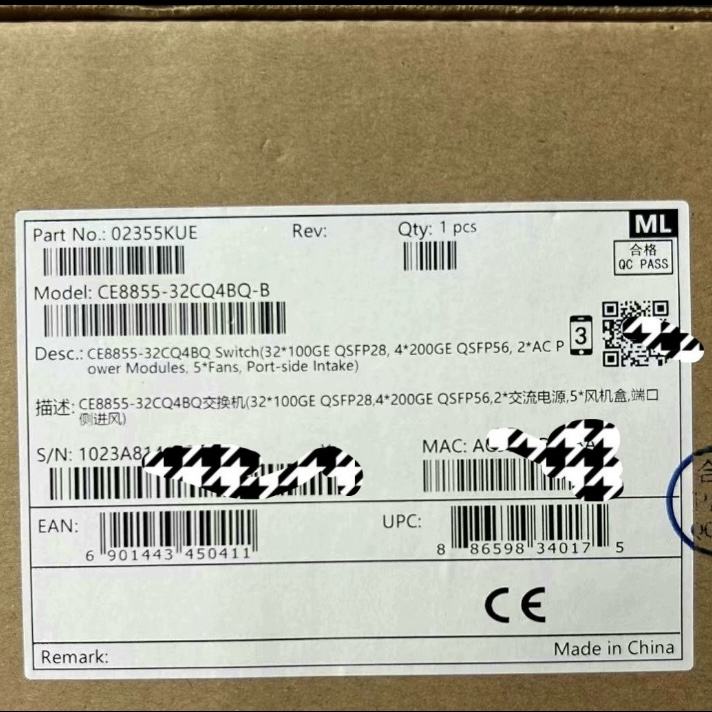 Part No.: 02355KUE Rev: Qty: 1 pcs ML
合格
QC PASS
Model: CE8855-32CQ4BQ-B
Desc.: CE8855-32CQ4BQ Switch(32*100GE QSFP28, 4*200GE QSFP56, 2*AC P
ower Modules, 5*Fans, Port-side Intake)
3
描述: CE8855-32CQ4BQ交换机(32*100GE QSFP28,4*200GE QSFP56,2*交流电源,5*风机盒,端口
侧进风)
S/N: 1023A81 MAC: A
EAN: UPC:
6 901443 450411 8 86598 34017 5
CE
Remark: Made in China